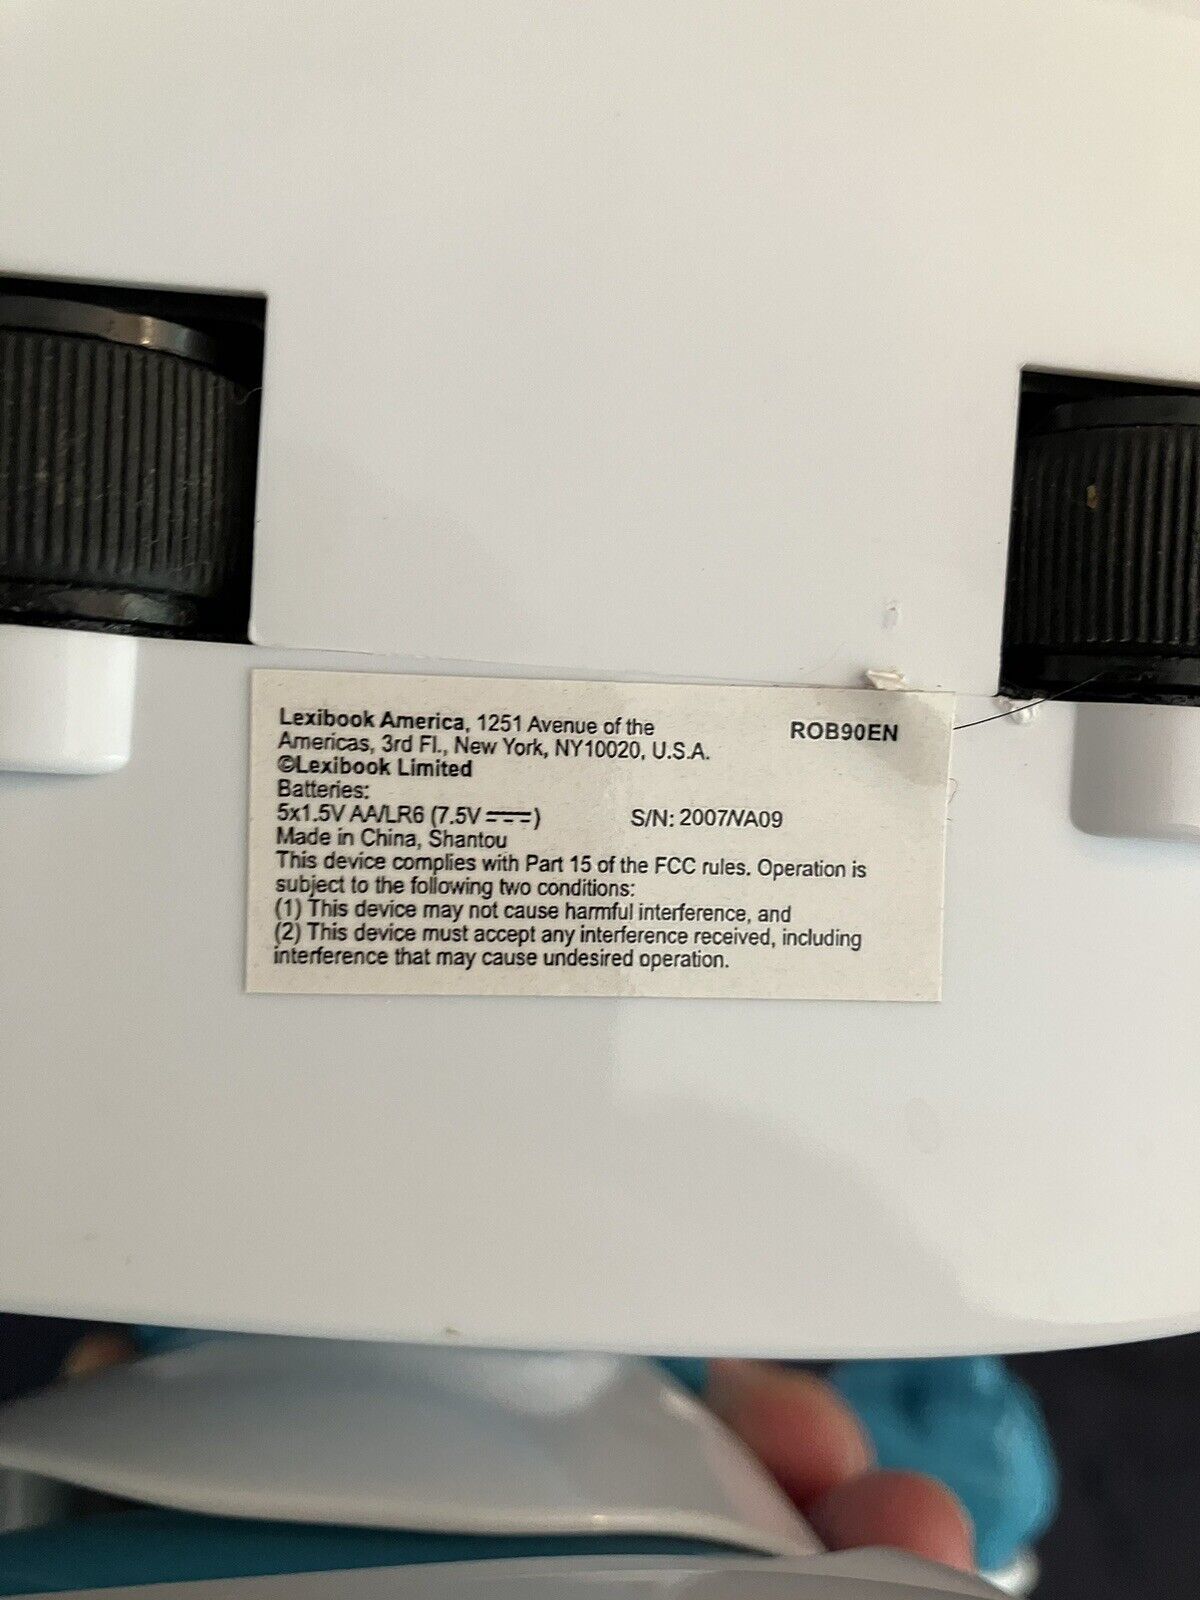 Lexibook America, 1251 Avenue of the
Americas, 3rd Fl., New York, NY10020, U.S.A.
ROB90EN
©Lexibook Limited
Batteries:
5x1.5V AA/LR6 (7.5V ⎓)
S/N: 2007/VA09
Made in China, Shantou
This device complies with Part 15 of the FCC rules. Operation is
subject to the following two conditions:
(1) This device may not cause harmful interference, and
(2) This device must accept any interference received, including
interference that may cause undesired operation.